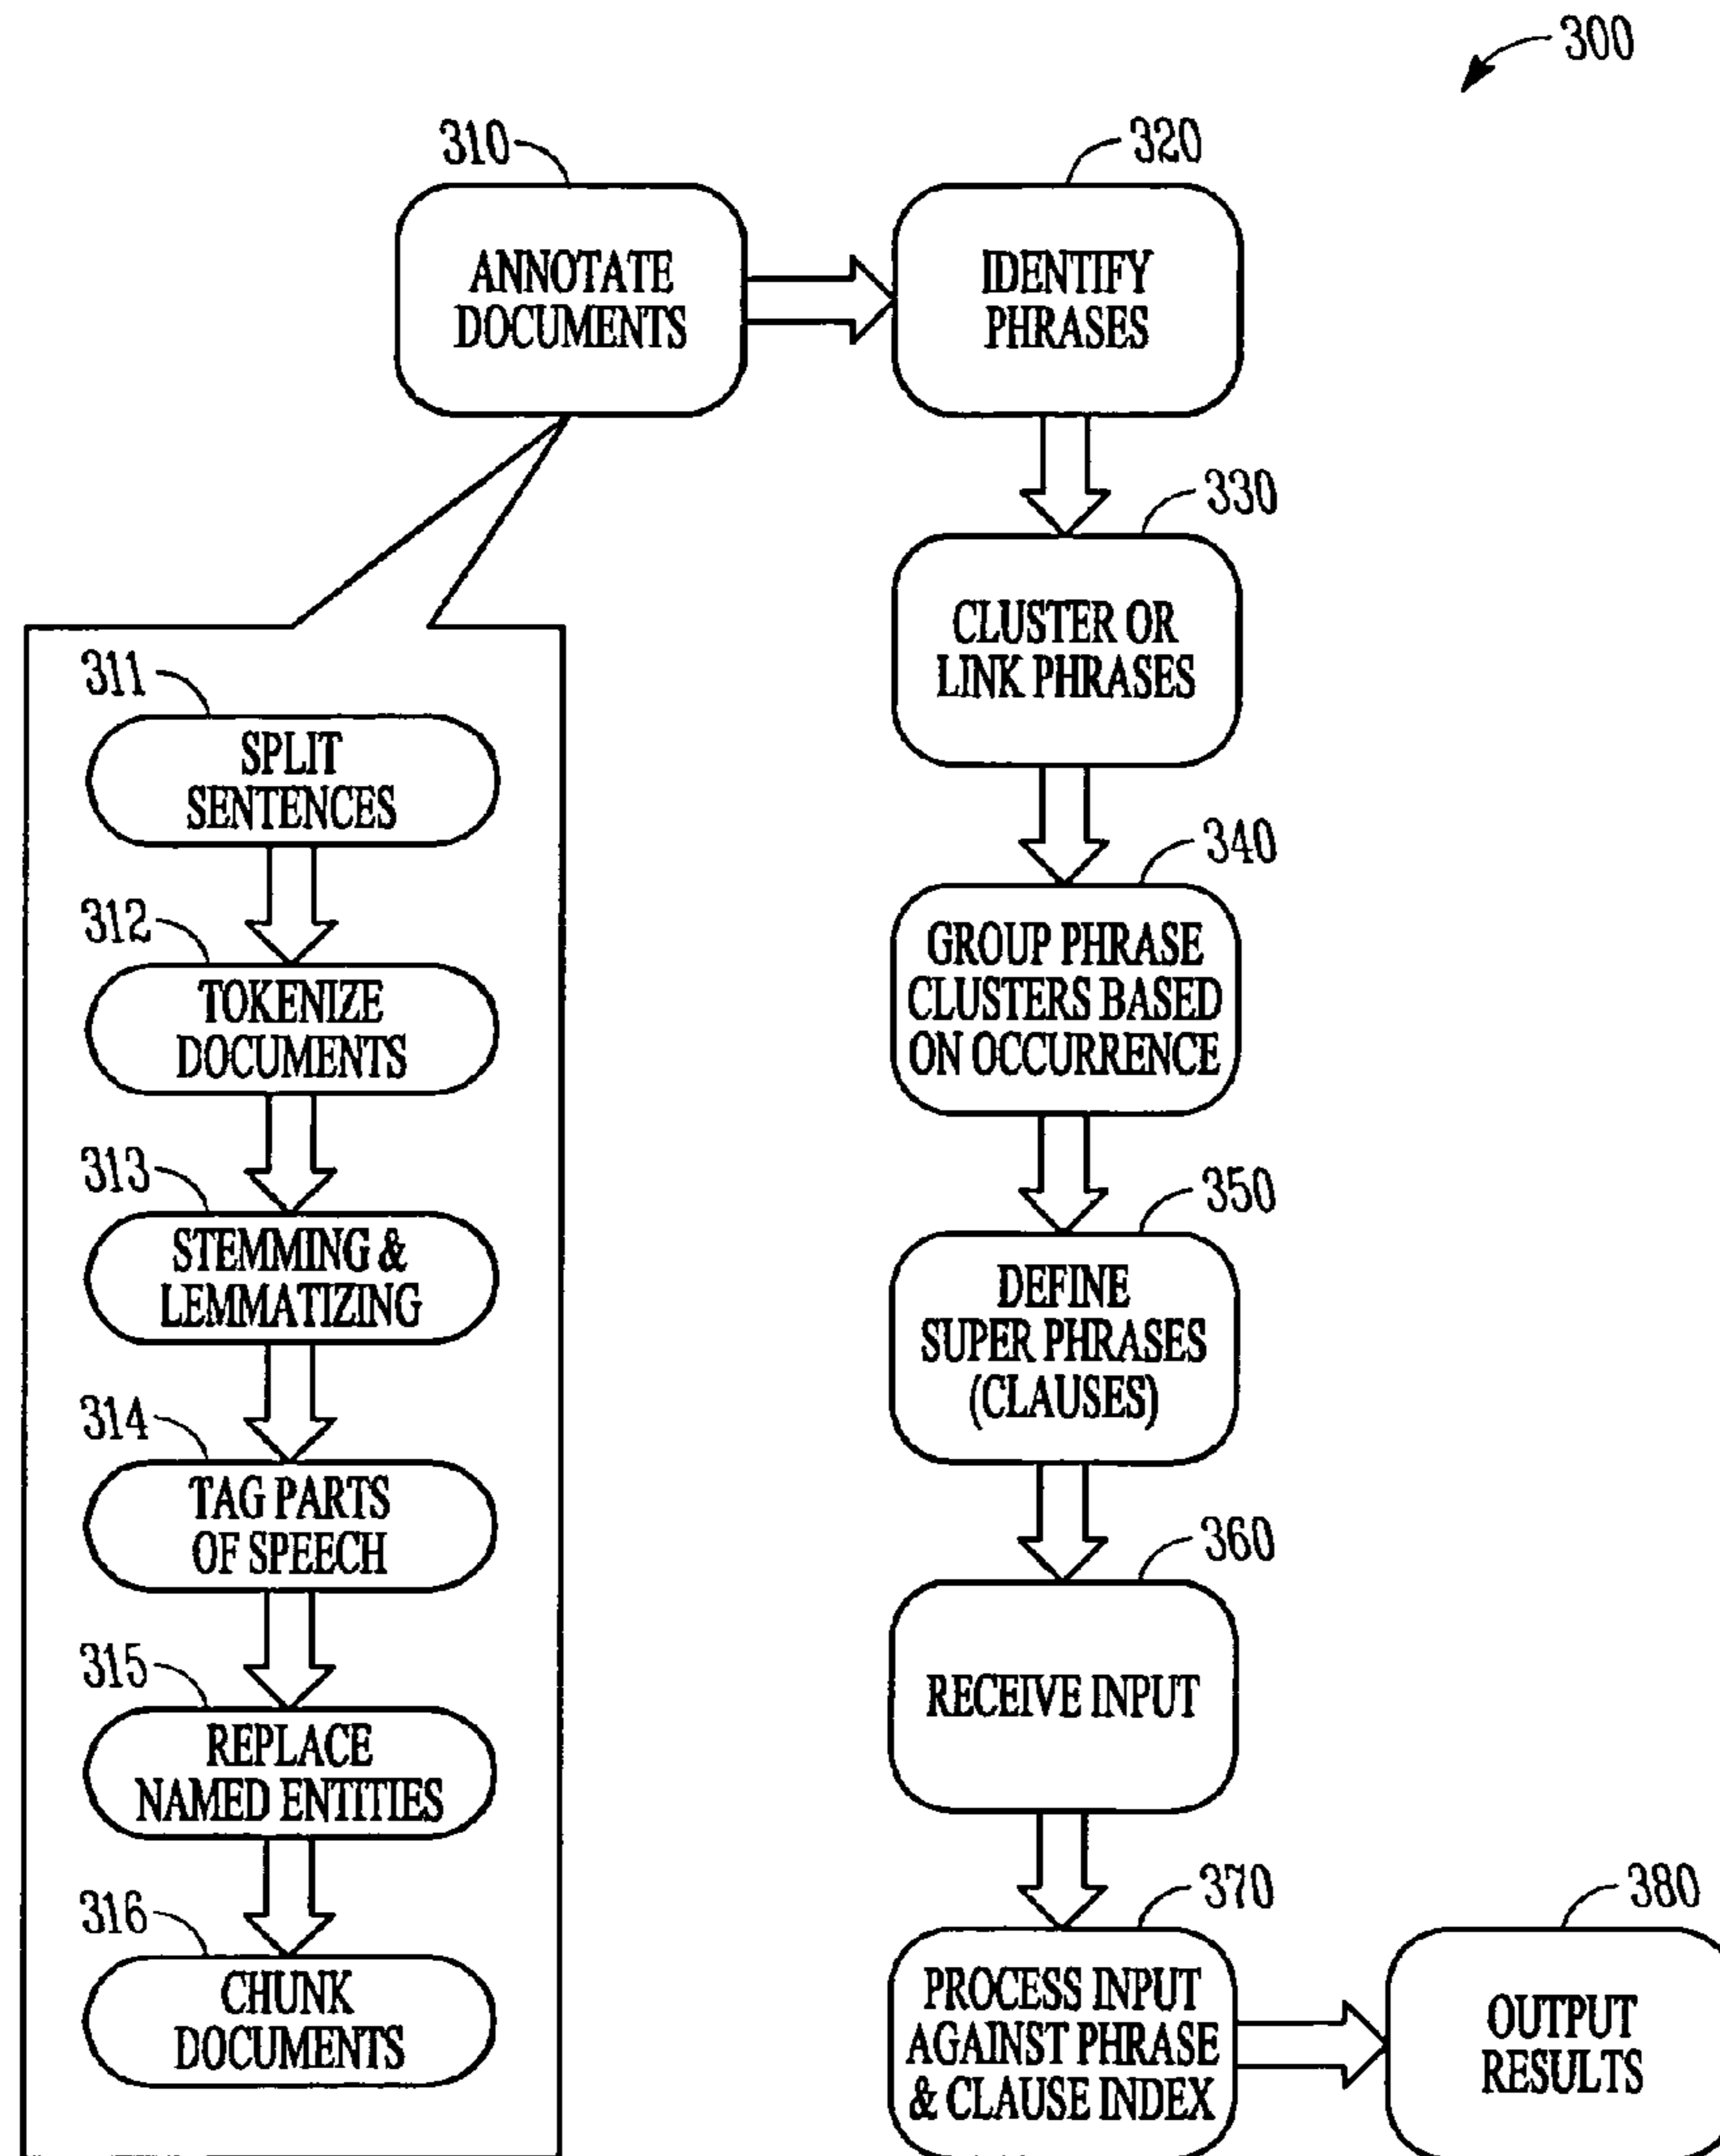 300
310
ANNOTATE
DOCUMENTS
320
IDENTIFY
PHRASES
330
CLUSTER OR
LINK PHRASES
340
GROUP PHRASE
CLUSTERS BASED
ON OCCURRENCE
350
DEFINE
SUPER PHRASES
(CLAUSES)
360
RECEIVE INPUT
370
PROCESS INPUT
AGAINST PHRASE
& CLAUSE INDEX
380
OUTPUT
RESULTS
311
SPLIT
SENTENCES
312
TOKENIZE
DOCUMENTS
313
STEMMING &
LEMMATIZING
314
TAG PARTS
OF SPEECH
315
REPLACE
NAMED ENTITIES
316
CHUNK
DOCUMENTS